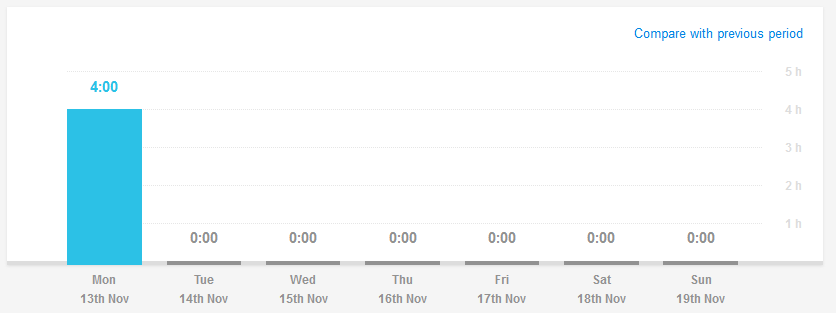 Compare with previous period
5 h
4:00
4 h
3 h
2 h
1 h
0:00 0:00 0:00 0:00 0:00 0:00
Mon Tue Wed Thu Fri Sat Sun
13th Nov 14th Nov 15th Nov 16th Nov 17th Nov 18th Nov 19th Nov